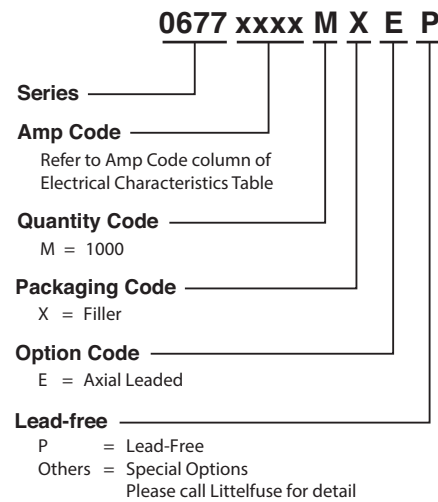 0677 xxxx M X E P
Series
Amp Code
Refer to Amp Code column of
Electrical Characteristics Table
Quantity Code
M = 1000
Packaging Code
X = Filler
Option Code
E = Axial Leaded
Lead-free
P = Lead-Free
Others = Special Options
Please call Littelfuse for detail